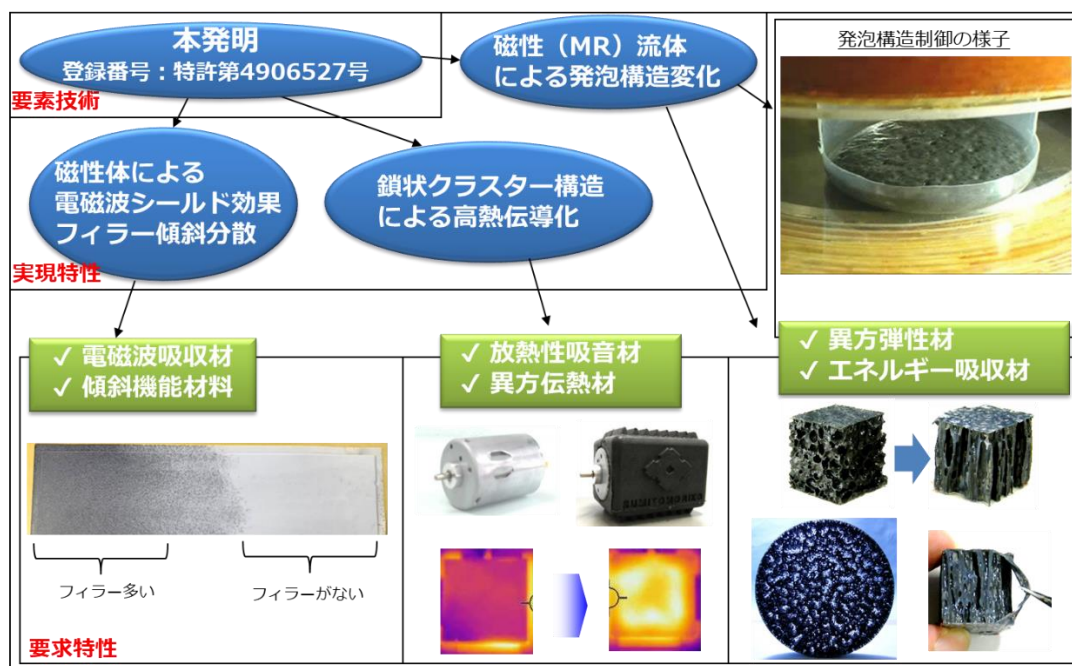 本発明
登録番号：特許第4906527号
要素技術
磁性（MR）流体
による発泡構造変化
発泡構造制御の様子
磁性体による
電磁波シールド効果
フィラー傾斜分散
鎖状クラスター構造
による高熱伝導化
実現特性
✓ 電磁波吸収材
✓ 傾斜機能材料
✓ 放熱性吸音材
✓ 異方伝熱材
✓ 異方弾性材
✓ エネルギー吸収材
SUMITOMORIKO
フィラー多い
フィラーがない
要求特性